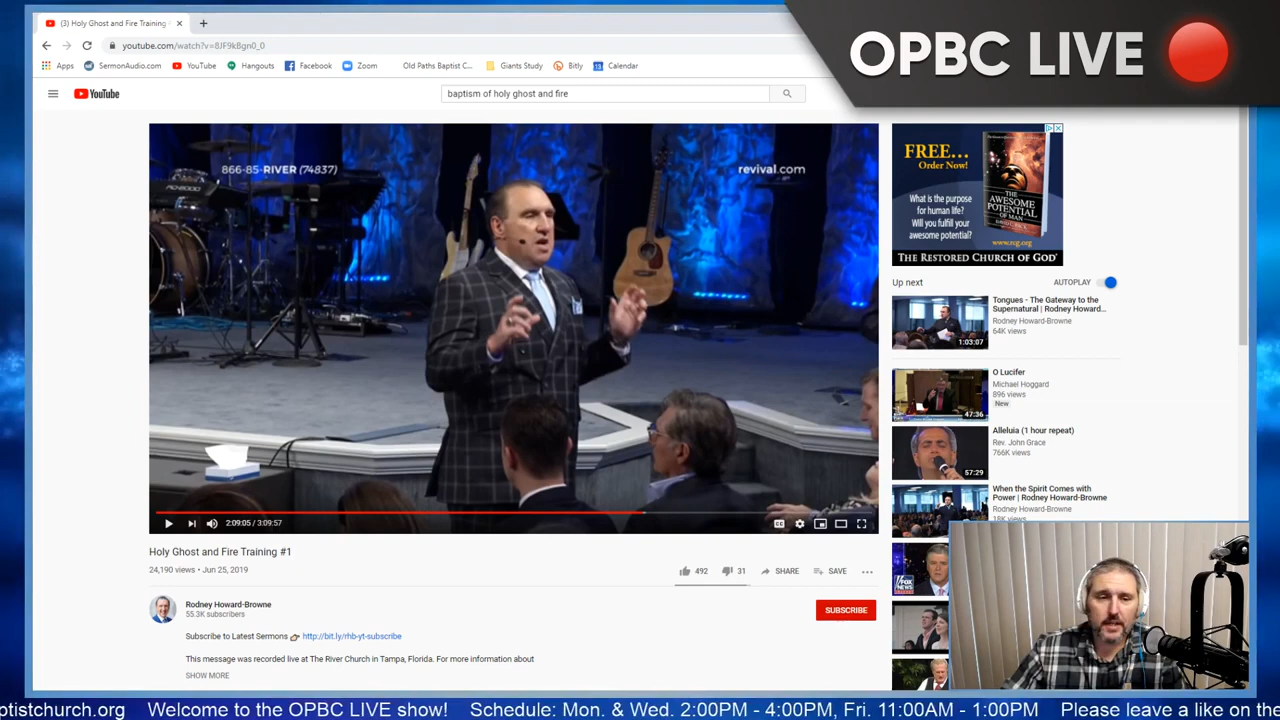 (3) Holy Ghost and Fire Training
OPBC LIVE
youtube.com/watch?v=8JF9kBgn0_0
Apps SermonAudio.com YouTube Hangouts Facebook Zoom Old Paths Baptist C... Giants Study Bitly Calendar
13
YouTube
baptism of holy ghost and fire
866-85-RIVER (74837)
revival.com
FREE...
Order Now!
What is the purpose
for human life?
Will you fulfill your
awesome potential?
THE
AWESOME
POTENTIAL
OF MAN
www.rcg.org
THE RESTORED CHURCH OF GOD
Up next
AUTOPLAY
Tongues - The Gateway to the
Supernatural | Rodney Howard...
Rodney Howard-Browne
64K views
1:03:07
O Lucifer
Michael Hoggard
896 views
New
47:36
Alleluia (1 hour repeat)
Rev. John Grace
766K views
57:29
When the Spirit Comes with
Power | Rodney Howard-Browne
Rodney Howard-Browne
18K views
2:09:05 / 3:09:57
CC
Holy Ghost and Fire Training #1
24,190 views • Jun 25, 2019
492 31 SHARE SAVE
Rodney Howard-Browne
55.3K subscribers
SUBSCRIBE
Subscribe to Latest Sermons http://bit.ly/rhb-yt-subscribe
This message was recorded live at The River Church in Tampa, Florida. For more information about
SHOW MORE
FOX
NEWS
ptistchurch.org Welcome to the OPBC LIVE show! Schedule: Mon. & Wed. 2:00PM - 4:00PM, Fri. 11:00AM - 1:00PM Please leave a like on the